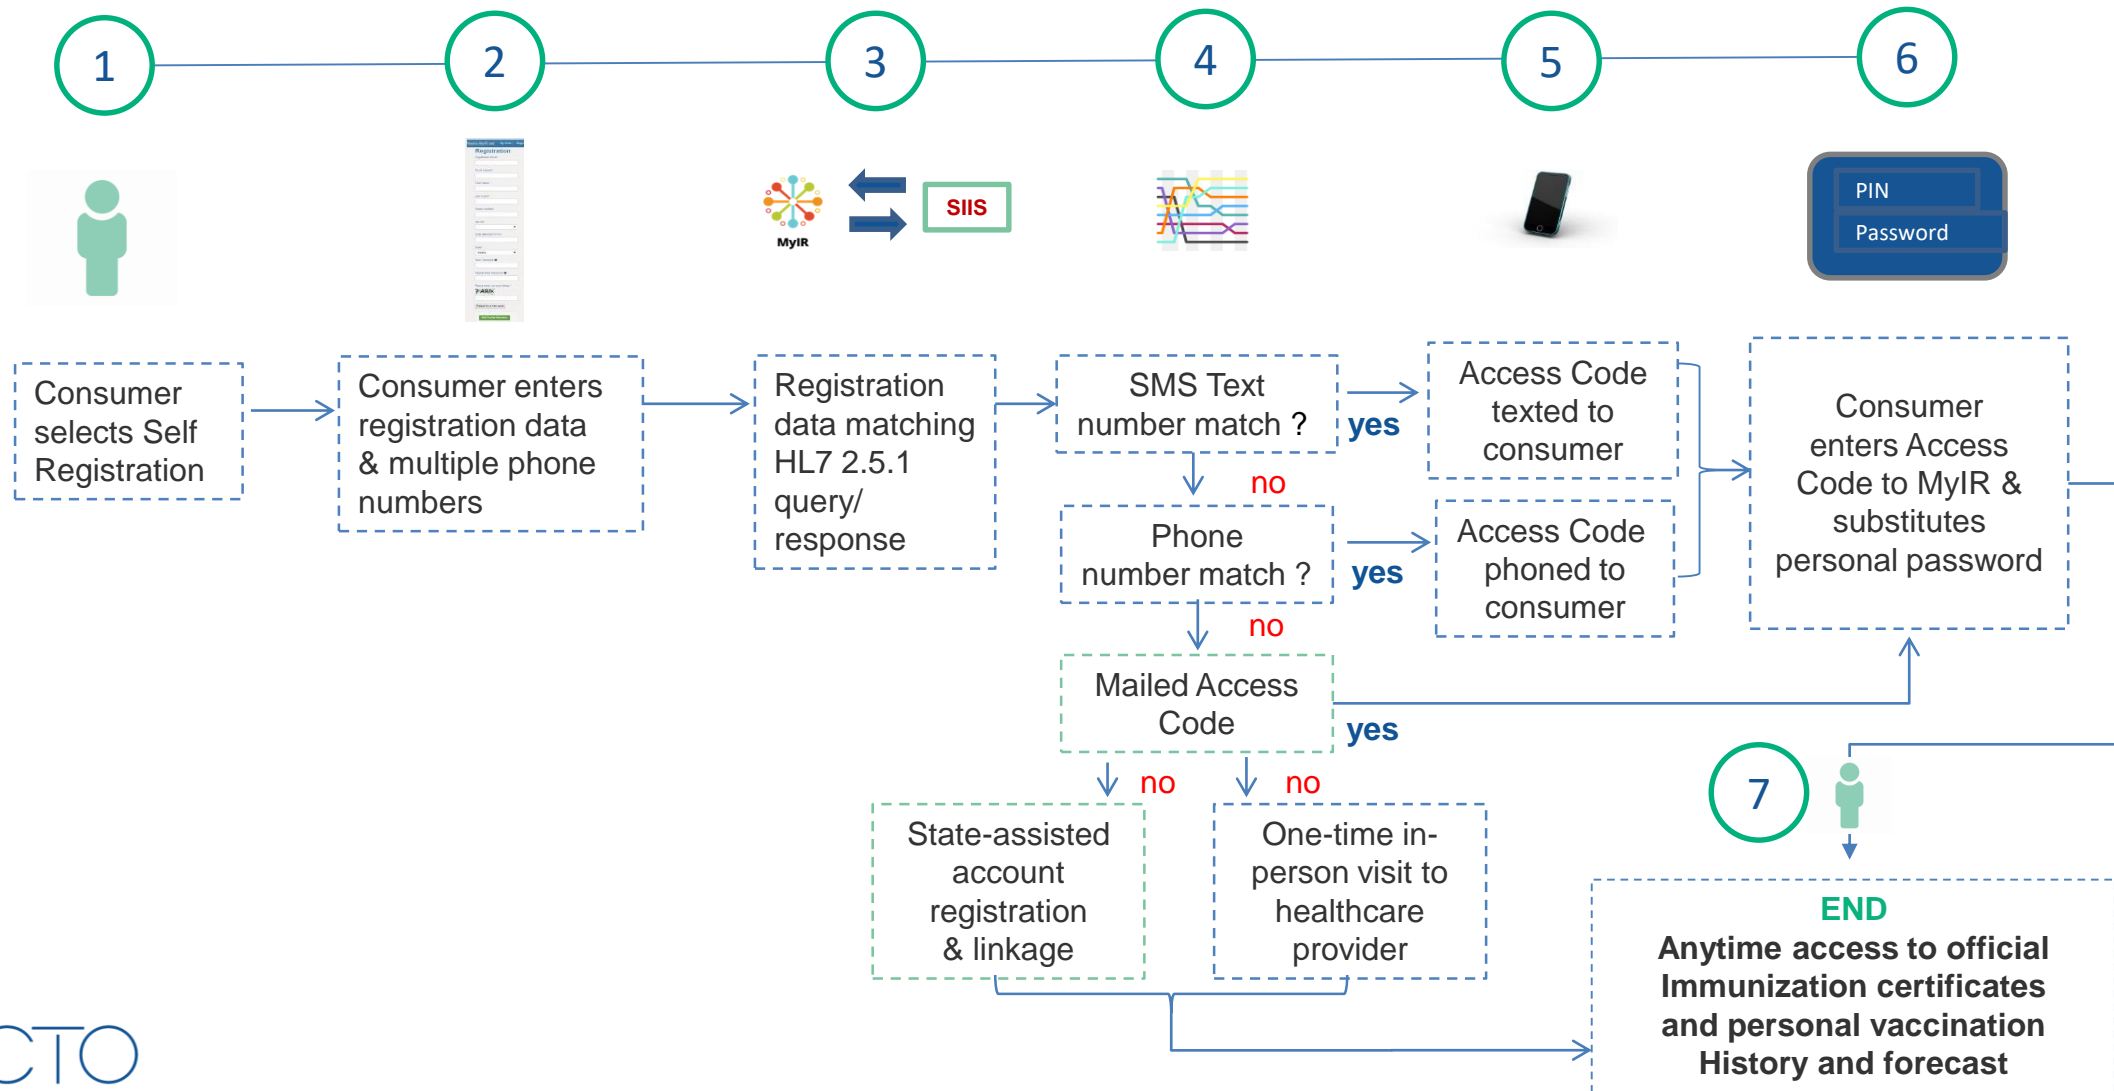 1
2
3
4
5
6
Registration
MyIR
SIIS
PIN
Password
Consumer
selects Self
Registration
Consumer enters
registration data
& multiple phone
numbers
Registration
data matching
HL7 2.5.1
query/
response
SMS Text
number match ?
yes
no
Access Code
texted to
consumer
Phone
number match ?
yes
no
Access Code
phoned to
consumer
Consumer
enters Access
Code to MyIR &
substitutes
personal password
Mailed Access
Code
yes
no
no
State-assisted
account
registration
& linkage
One-time in-
person visit to
healthcare
provider
7
END
Anytime access to official
Immunization certificates
and personal vaccination
History and forecast
CTO